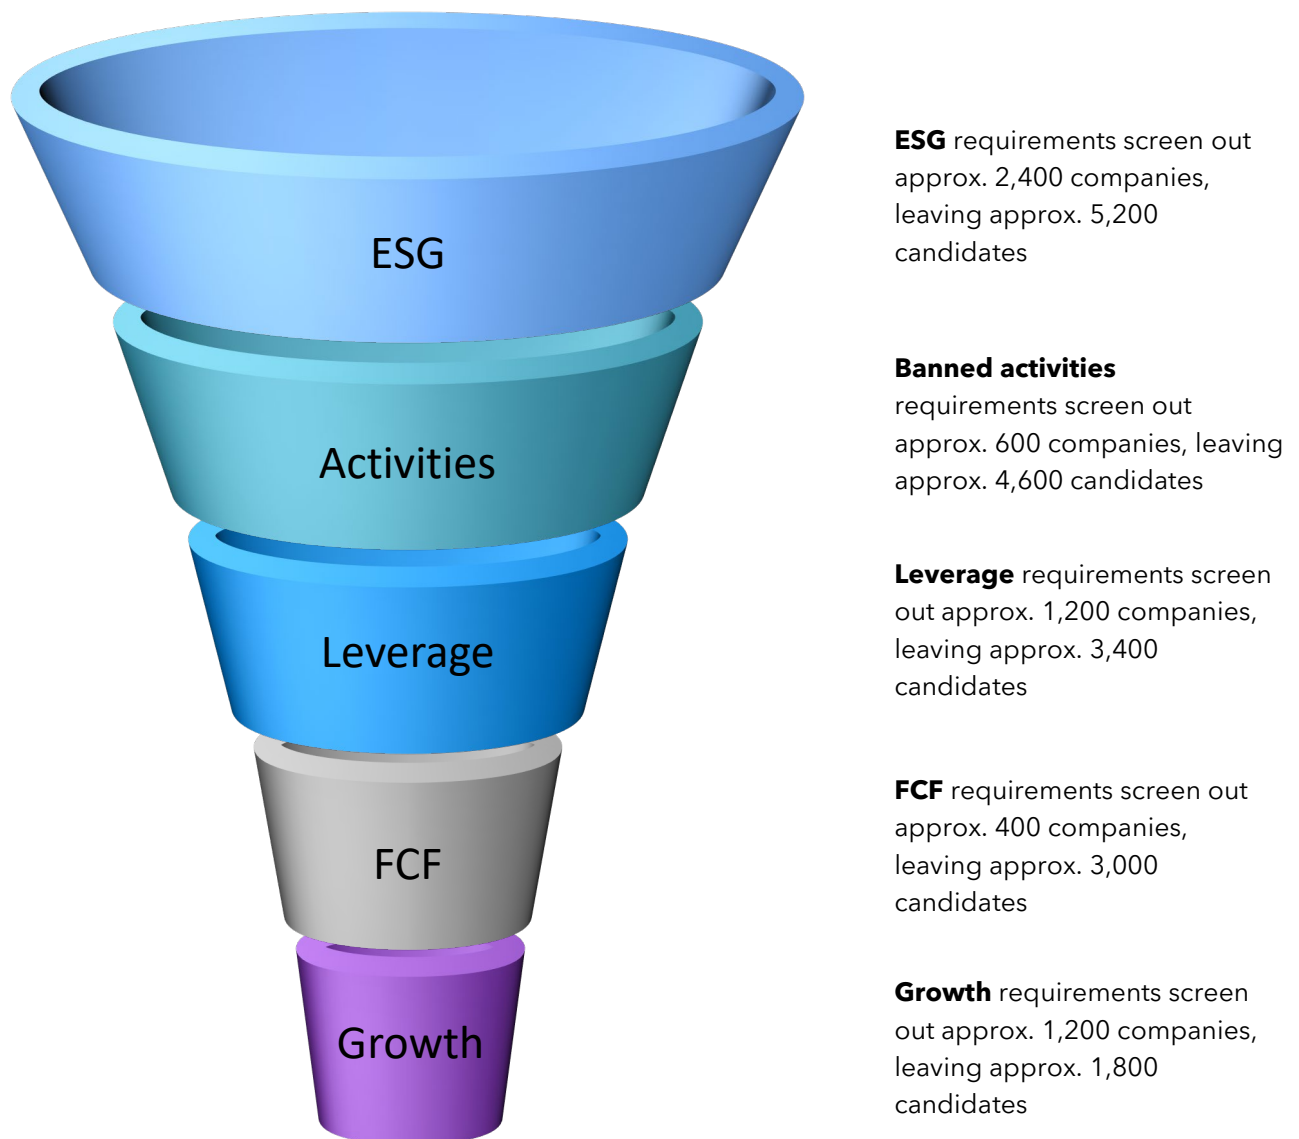 ESG
ESG requirements screen out
approx. 2,400 companies,
leaving approx. 5,200
candidates
Activities
Banned activities
requirements screen out
approx. 600 companies, leaving
approx. 4,600 candidates
Leverage
Leverage requirements screen
out approx. 1,200 companies,
leaving approx. 3,400
candidates
FCF
FCF requirements screen out
approx. 400 companies,
leaving approx. 3,000
candidates
Growth
Growth requirements screen
out approx. 1,200 companies,
leaving approx. 1,800
candidates